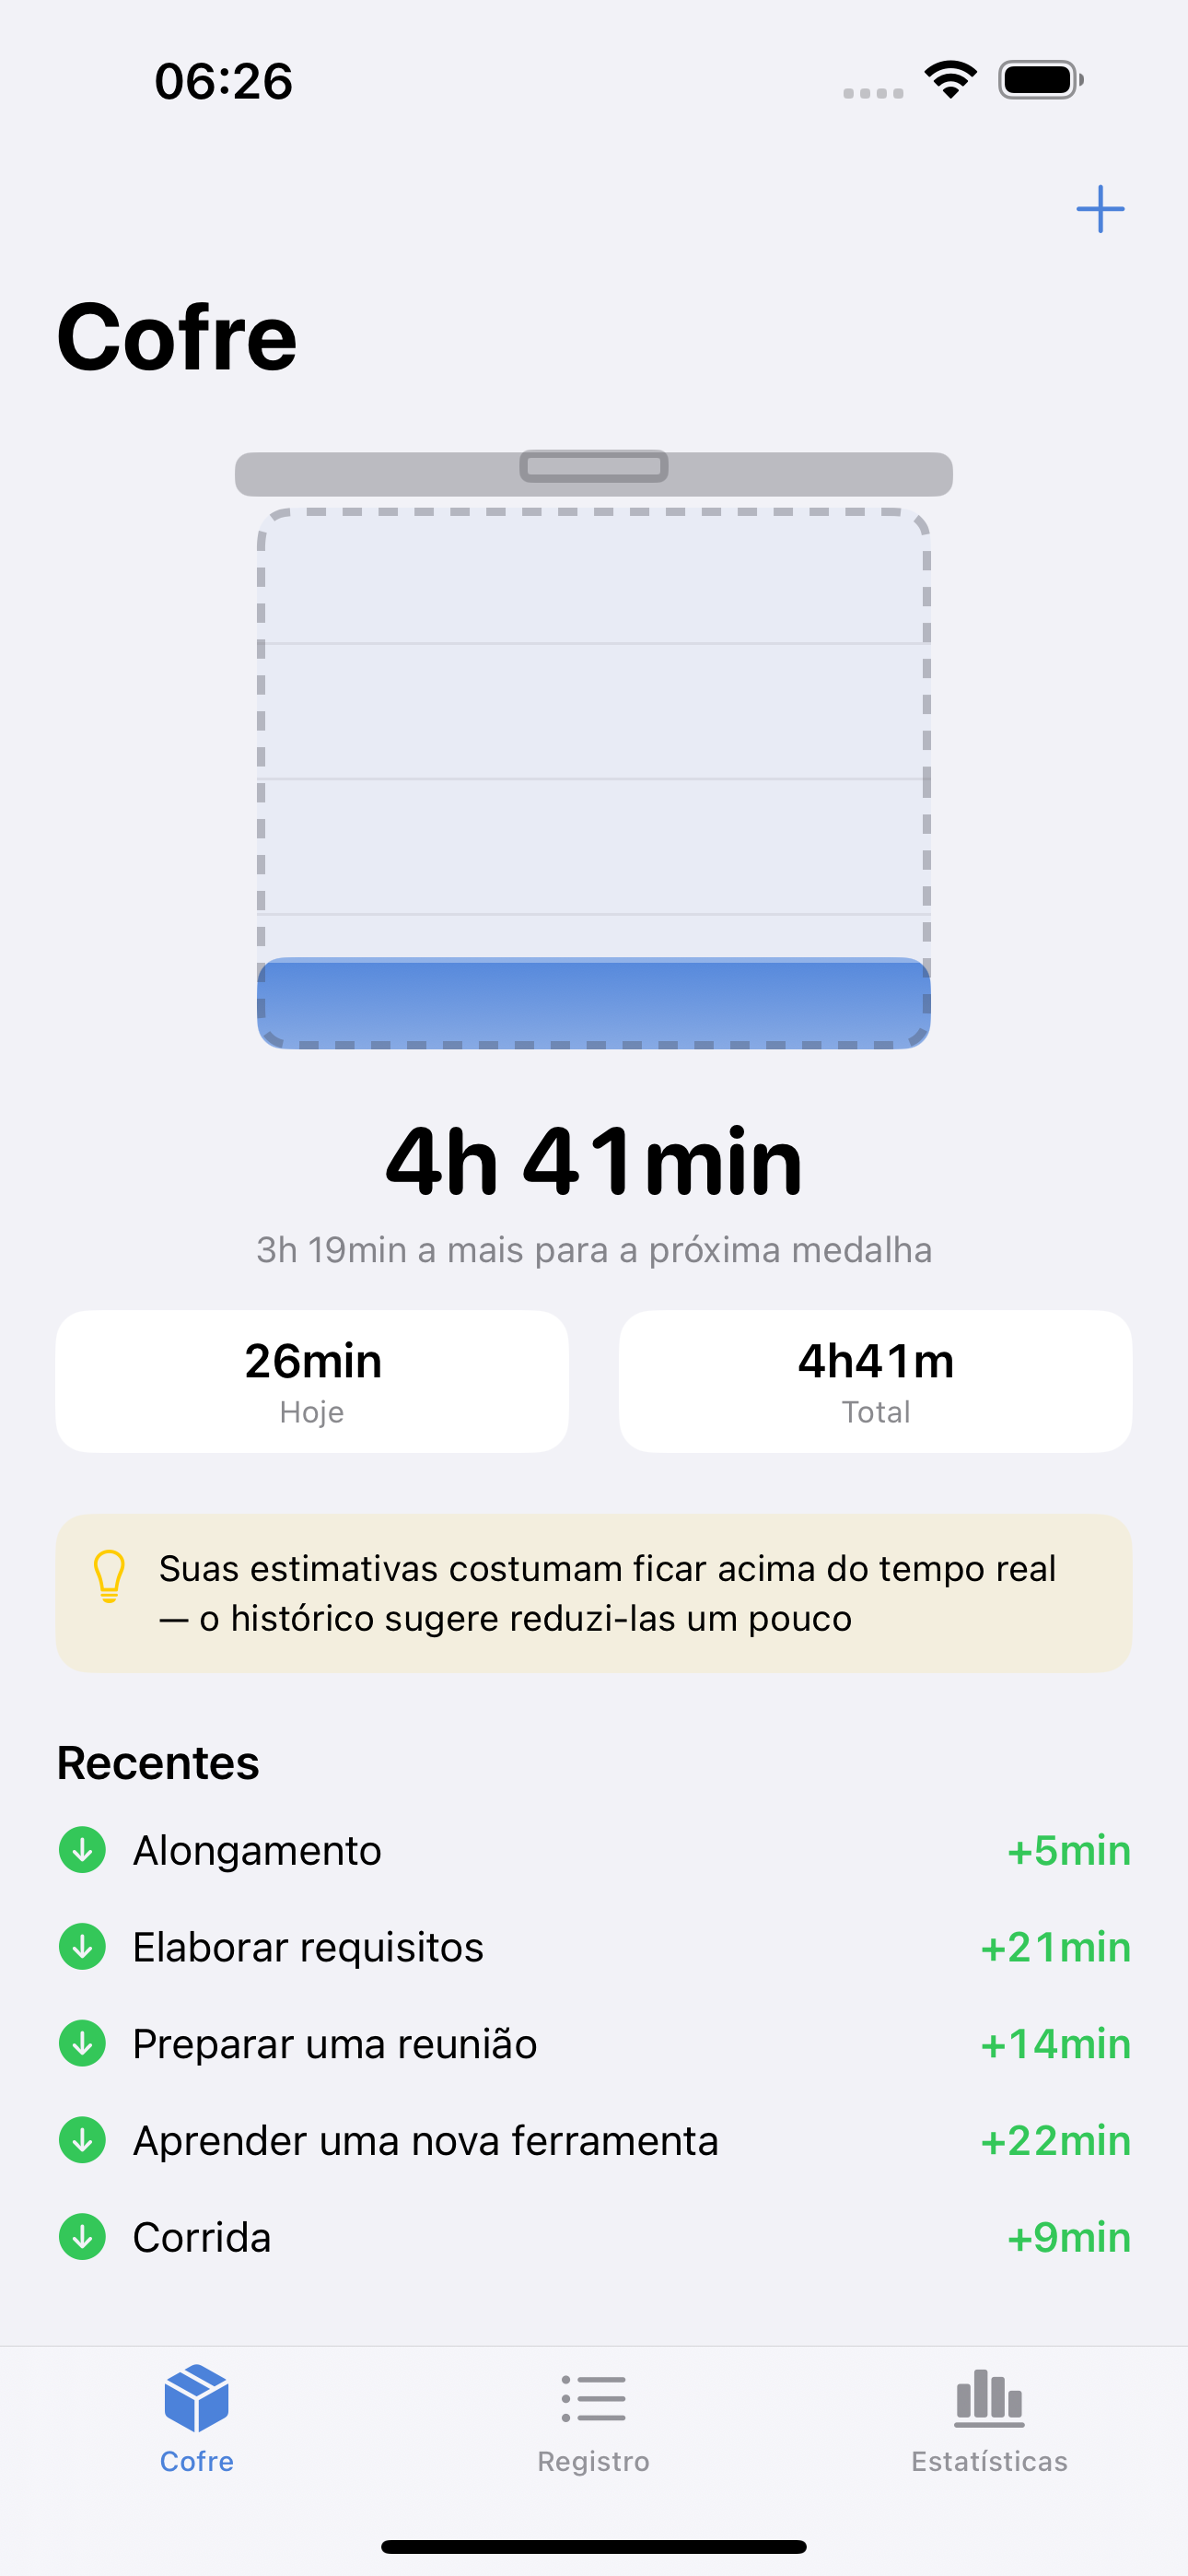 06:26
Cofre
4h 41min
3h 19min a mais para a próxima medalha
26min
Hoje
4h41m
Total
Suas estimativas costumam ficar acima do tempo real
— o histórico sugere reduzi-las um pouco
Recentes
Alongamento +5min
Elaborar requisitos +21min
Preparar uma reunião +14min
Aprender uma nova ferramenta +22min
Corrida +9min
Cofre Registro Estatísticas